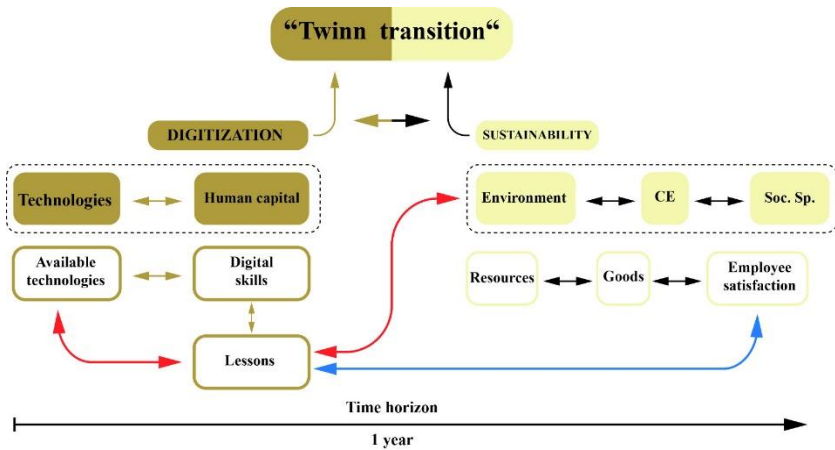 “Twinn transition“
DIGITIZATION
SUSTAINABILITY
Technologies
Human capital
Environment
CE
Soc. Sp.
Available
technologies
Digital
skills
Resources
Goods
Employee
satisfaction
Lessons
Time horizon
1 year